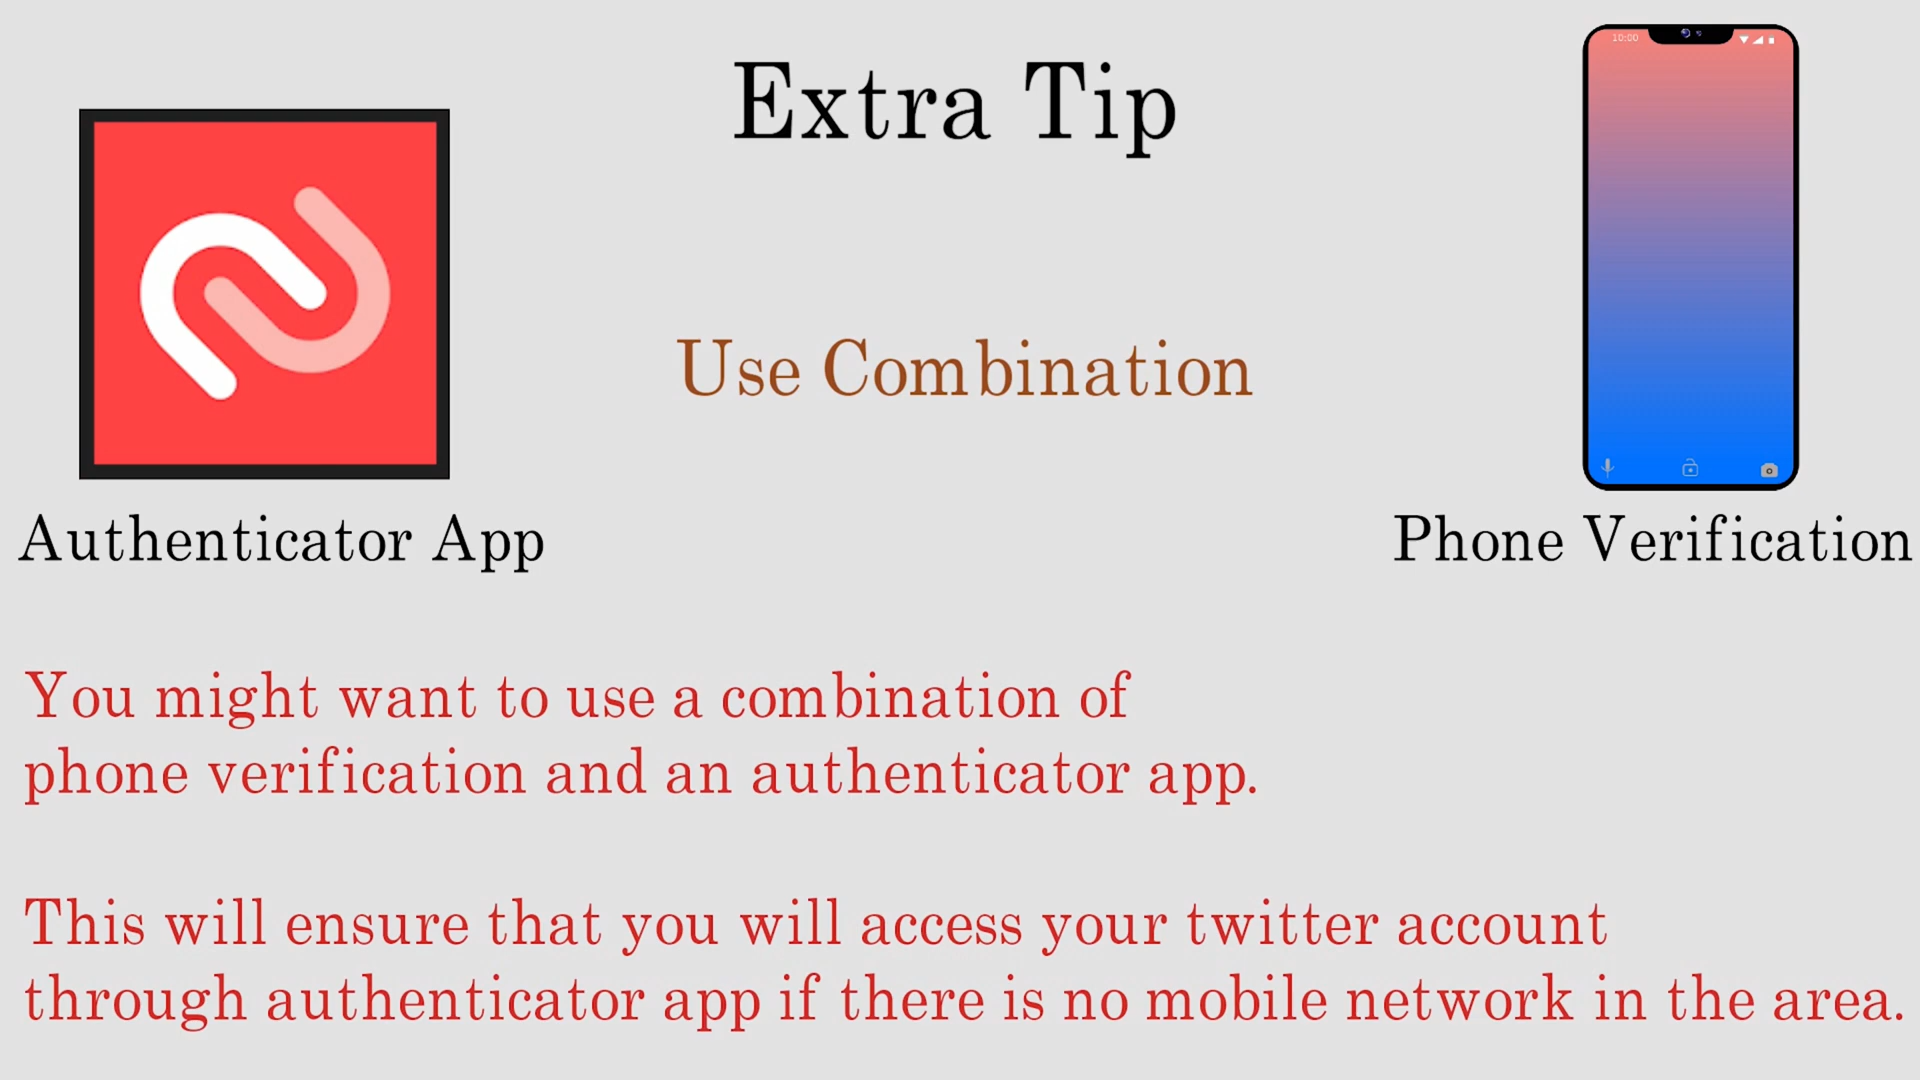 Extra Tip
10:00
Use Combination
Authenticator App
Phone Verification
You might want to use a combination of
phone verification and an authenticator app.
This will ensure that you will access your twitter account
through authenticator app if there is no mobile network in the area.